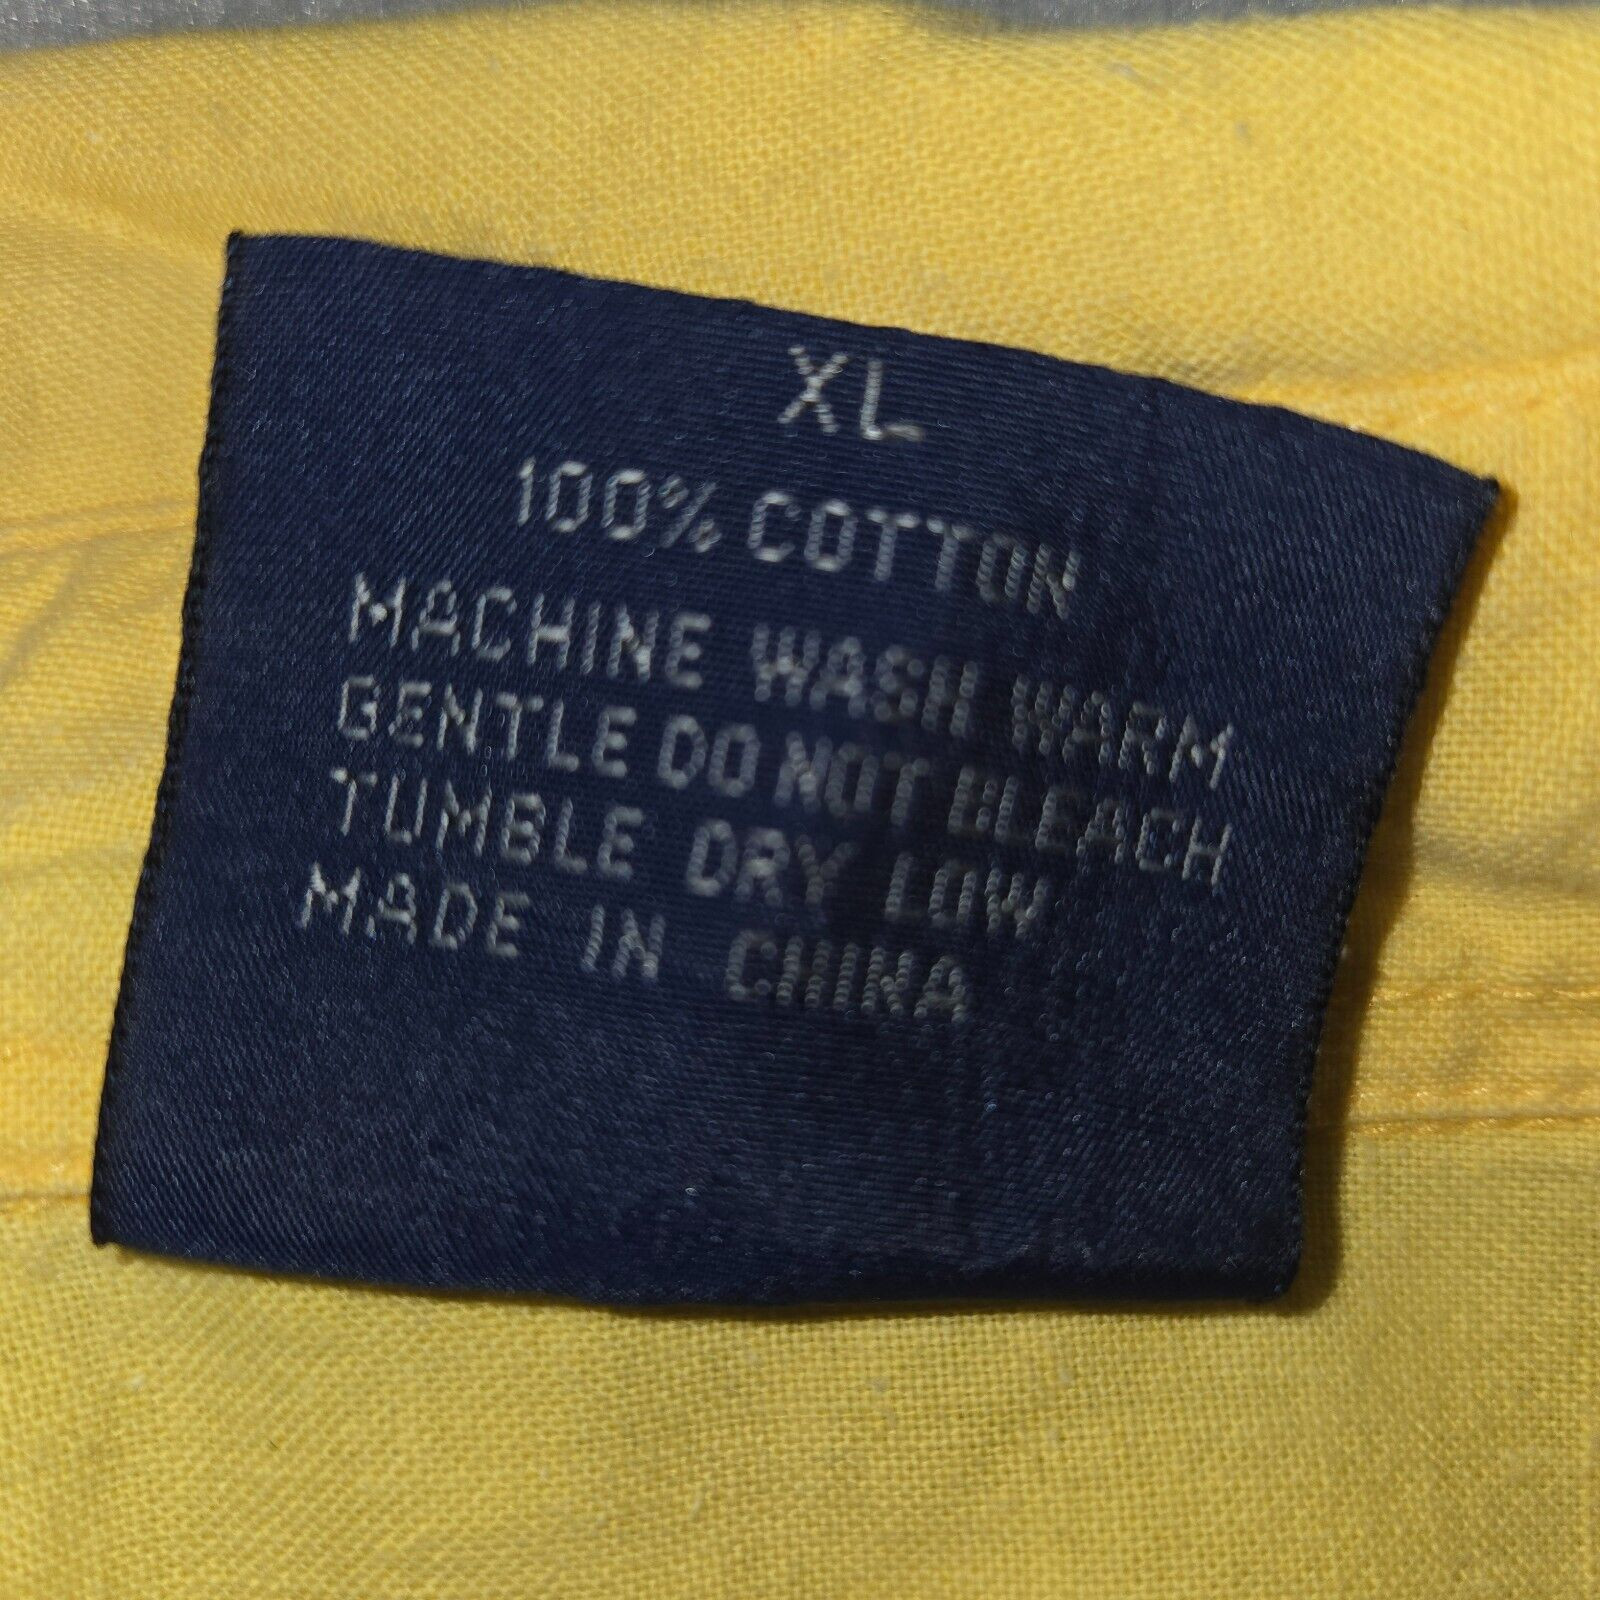 XL
100% COTTON
MACHINE WASH WARM
GENTLE DO NOT BLEACH
TUMBLE DRY LOW
MADE IN CHINA